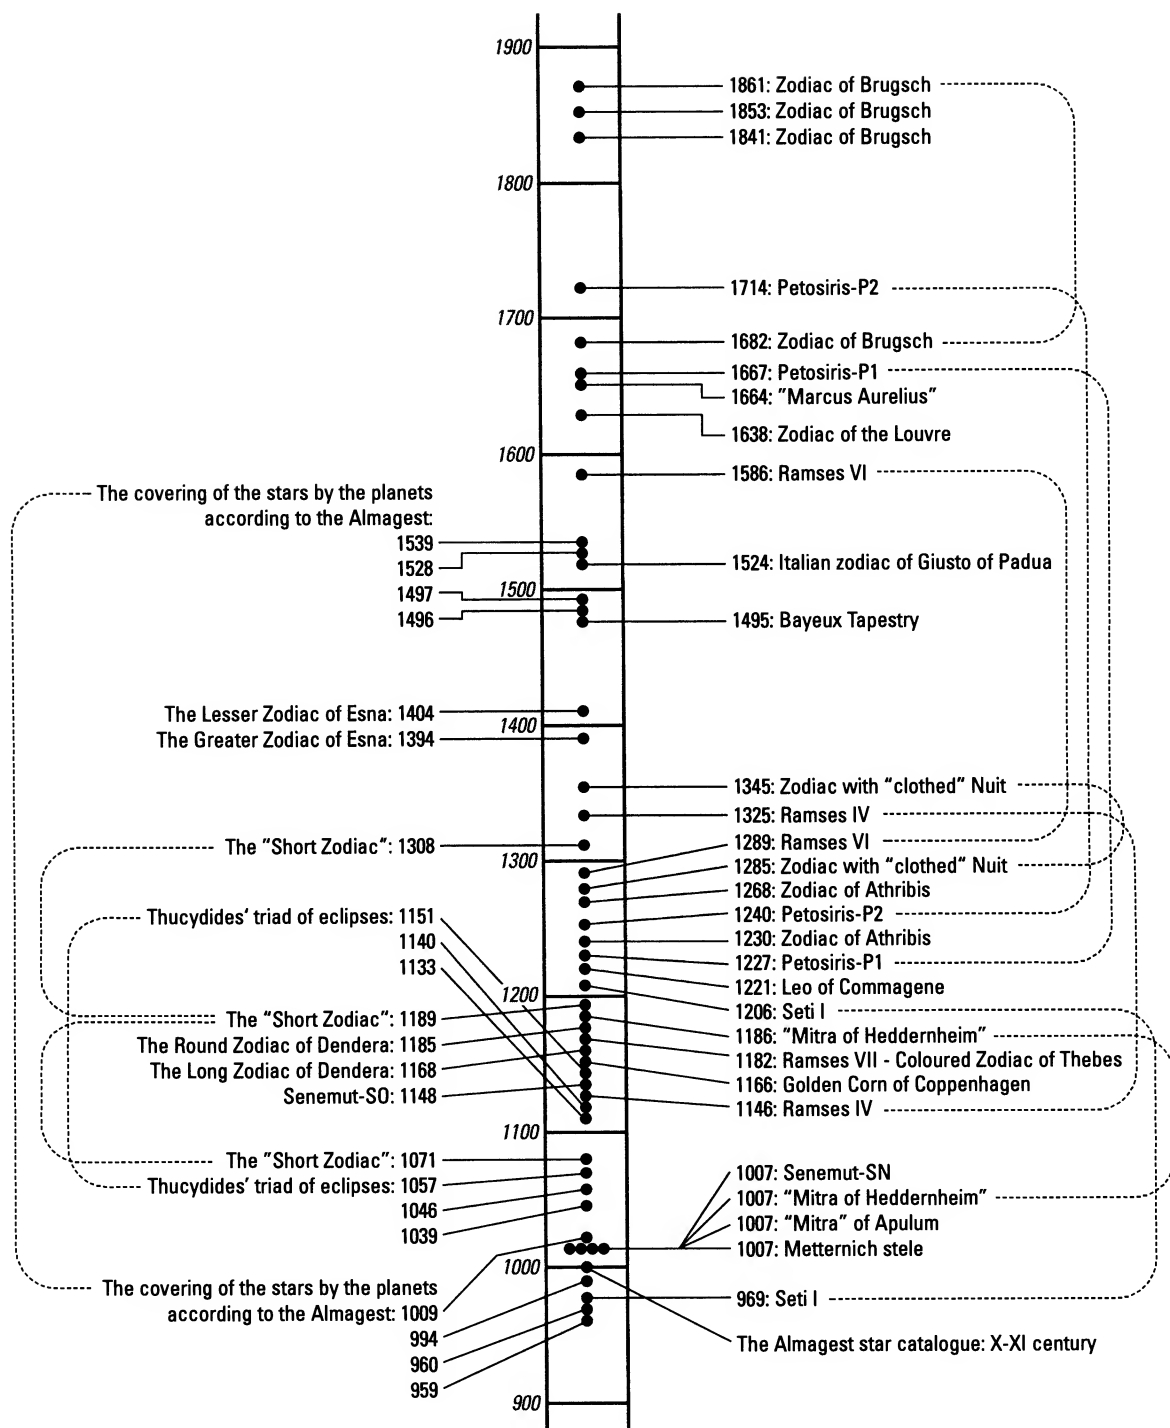 1900
1861: Zodiac of Brugsch
1853: Zodiac of Brugsch
1841: Zodiac of Brugsch
1800
1714: Petosiris-P2
1700
1682: Zodiac of Brugsch
1667: Petosiris-P1
1664: "Marcus Aurelius"
1638: Zodiac of the Louvre
1600
1586: Ramses VI
The covering of the stars by the planets
according to the Almagest:
1539
1528
1524: Italian zodiac of Giusto of Padua
1500
1497
1496
1495: Bayeux Tapestry
The Lesser Zodiac of Esna: 1404
1400
The Greater Zodiac of Esna: 1394
1345: Zodiac with "clothed" Nuit
1325: Ramses IV
The "Short Zodiac": 1308
1289: Ramses VI
1300
1285: Zodiac with "clothed" Nuit
1268: Zodiac of Athribis
Thucydides' triad of eclipses: 1151
1140
1133
1240: Petosiris-P2
1230: Zodiac of Athribis
1227: Petosiris-P1
1221: Leo of Commagene
1200
1206: Seti I
The "Short Zodiac": 1189
1186: "Mitra of Heddernheim"
The Round Zodiac of Dendera: 1185
1182: Ramses VII - Coloured Zodiac of Thebes
The Long Zodiac of Dendera: 1168
1166: Golden Corn of Coppenhagen
Senemut-SO: 1148
1146: Ramses IV
1100
The "Short Zodiac": 1071
Thucydides' triad of eclipses: 1057
1046
1039
1007: Senemut-SN
1007: "Mitra of Heddernheim"
1007: "Mitra" of Apulum
1007: Metternich stele
1000
The covering of the stars by the planets
according to the Almagest: 1009
994
960
959
969: Seti I
The Almagest star catalogue: X-XI century
900